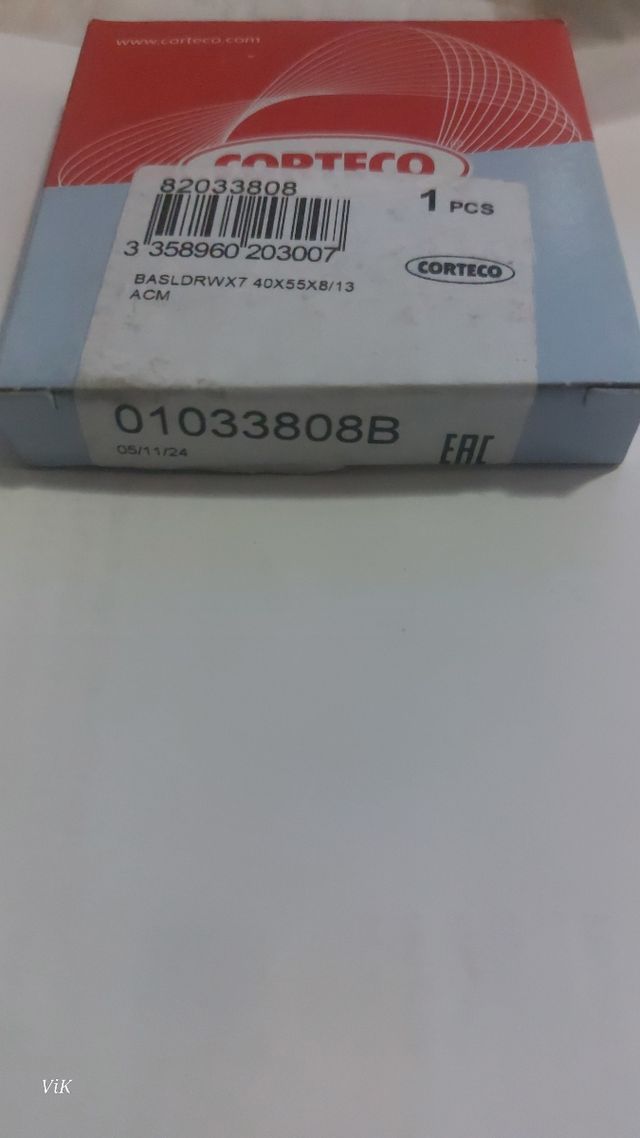 www.corteco.com
CORTECO
82033808
1 PCS
3 358960 203007
CORTECO
BASLDRWX7 40X55X8/13
ACM
01033808B
05/11/24
EAC
ViK